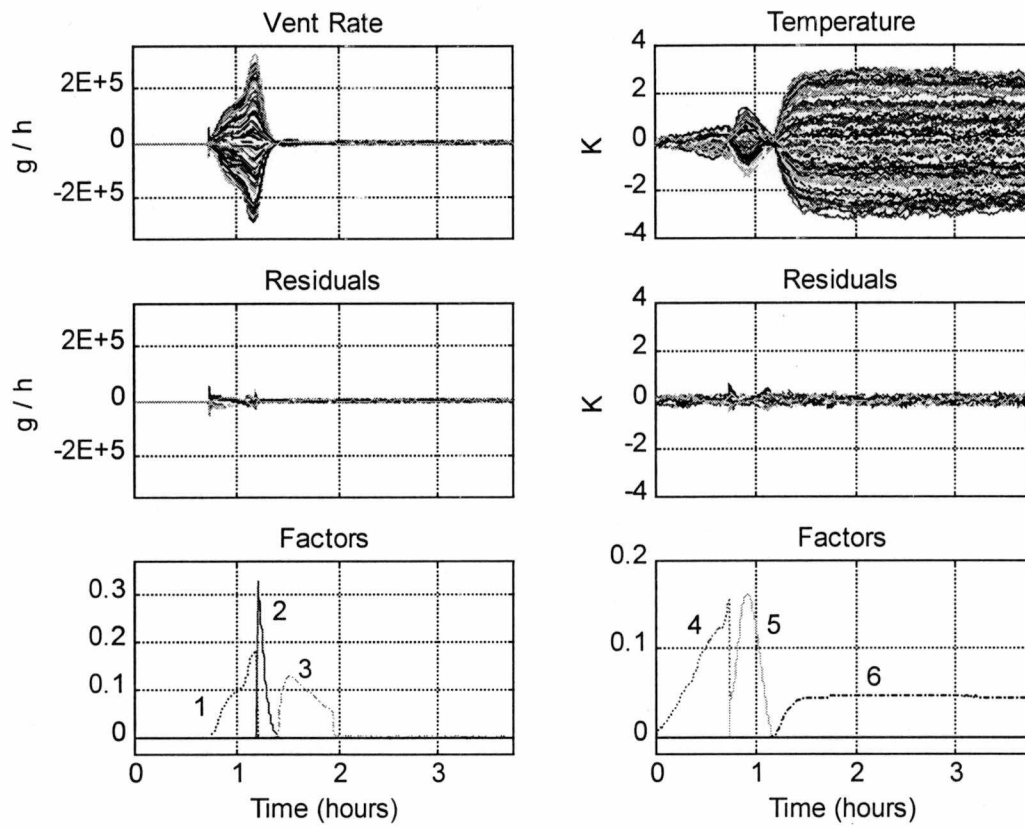 Vent Rate
2E+5
0
-2E+5
g / h
Temperature
4
2
0
-2
-4
K
Residuals
2E+5
0
-2E+5
g / h
Residuals
4
2
0
-2
-4
K
Factors
0.3
0.2
0.1
0
1
2
3
0
1
2
3
Time (hours)
Factors
0.2
0.1
0
4
5
6
0
1
2
3
Time (hours)